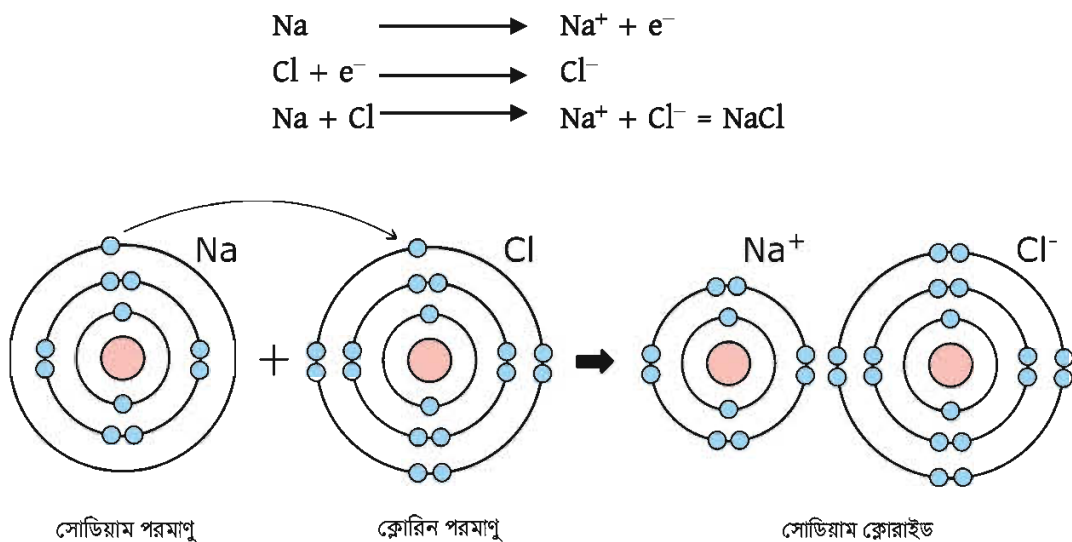 Na ⟶ Na⁺ + e⁻
Cl + e⁻ ⟶ Cl⁻
Na + Cl ⟶ Na⁺ + Cl⁻ = NaCl
Na + Cl Na⁺ Cl⁻
সোডিয়াম পরমাণু ক্লোরিন পরমাণু সোডিয়াম ক্লোরাইড